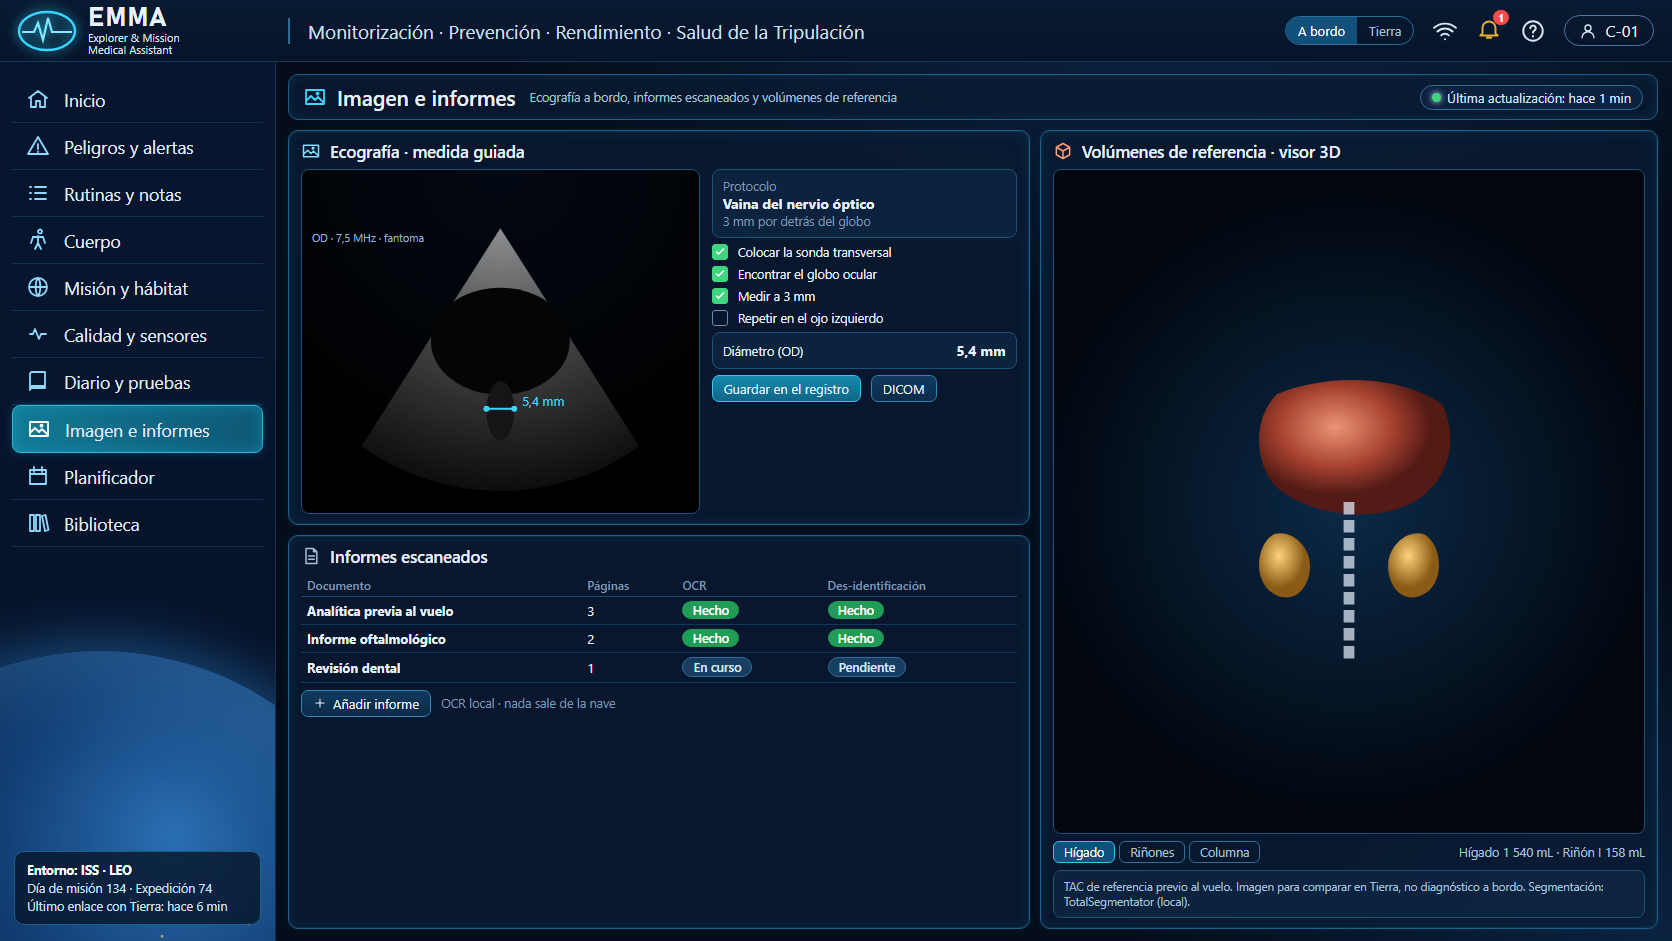 EMMA
Explorer & Mission
Medical Assistant
Monitorización · Prevención · Rendimiento · Salud de la Tripulación
A bordo
Tierra
1
C-01
Inicio
Peligros y alertas
Rutinas y notas
Cuerpo
Misión y hábitat
Calidad y sensores
Diario y pruebas
Imagen e informes
Planificador
Biblioteca
Entorno: ISS · LEO
Día de misión 134 · Expedición 74
Último enlace con Tierra: hace 6 min
Imagen e informes
Ecografía a bordo, informes escaneados y volúmenes de referencia
Última actualización: hace 1 min
Ecografía · medida guiada
OD · 7,5 MHz · fantoma
5,4 mm
Protocolo
Vaina del nervio óptico
3 mm por detrás del globo
Colocar la sonda transversal
Encontrar el globo ocular
Medir a 3 mm
Repetir en el ojo izquierdo
Diámetro (OD) 5,4 mm
Guardar en el registro
DICOM
Informes escaneados
Documento Páginas OCR Des-identificación
Analítica previa al vuelo 3 Hecho Hecho
Informe oftalmológico 2 Hecho Hecho
Revisión dental 1 En curso Pendiente
+ Añadir informe
OCR local · nada sale de la nave
Volúmenes de referencia · visor 3D
Hígado
Riñones
Columna
Hígado 1 540 mL · Riñón I 158 mL
TAC de referencia previo al vuelo. Imagen para comparar en Tierra, no diagnóstico a bordo. Segmentación:
TotalSegmentator (local).